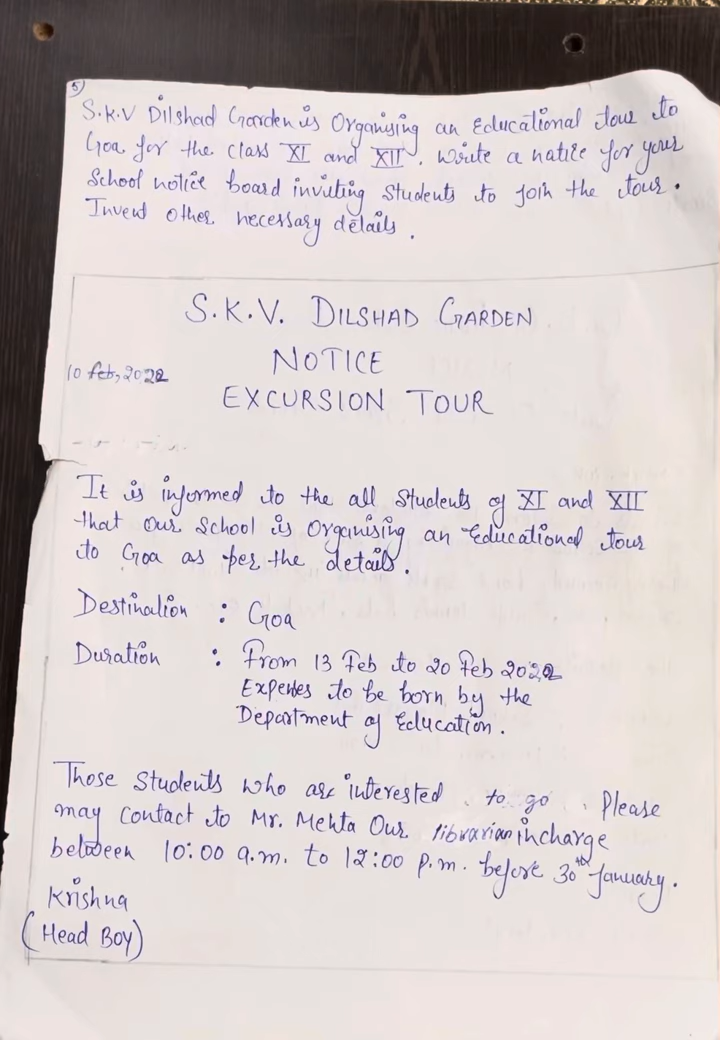 5)
S.K.V Dilshad Garden is Organising an Educational tour to
Goa for the class XI and XII. Write a notice for your
School notice board inviting Students to join the tour.
Invent other necessary details.
S.K.V. DILSHAD GARDEN
NOTICE
10 feb, 2022
EXCURSION TOUR
It is informed to the all Students of XI and XII
that our School is Organising an Educational tour
to Goa as per the details.
Destination : Goa
Duration : From 13 Feb to 20 Feb 2022
Expenses to be born by the
Department of Education.
Those Students who are interested to go. Please
may contact to Mr. Mehta Our librarian incharge
between 10:00 a.m. to 12:00 p.m. before 30th January.
Krishna
(Head Boy)